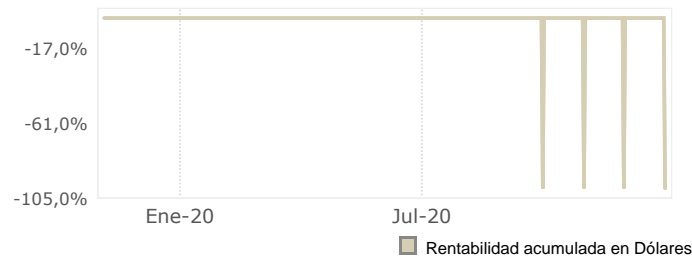 -17,0%
-61,0%
-105,0%
Ene-20 Jul-20
Rentabilidad acumulada en Dólares